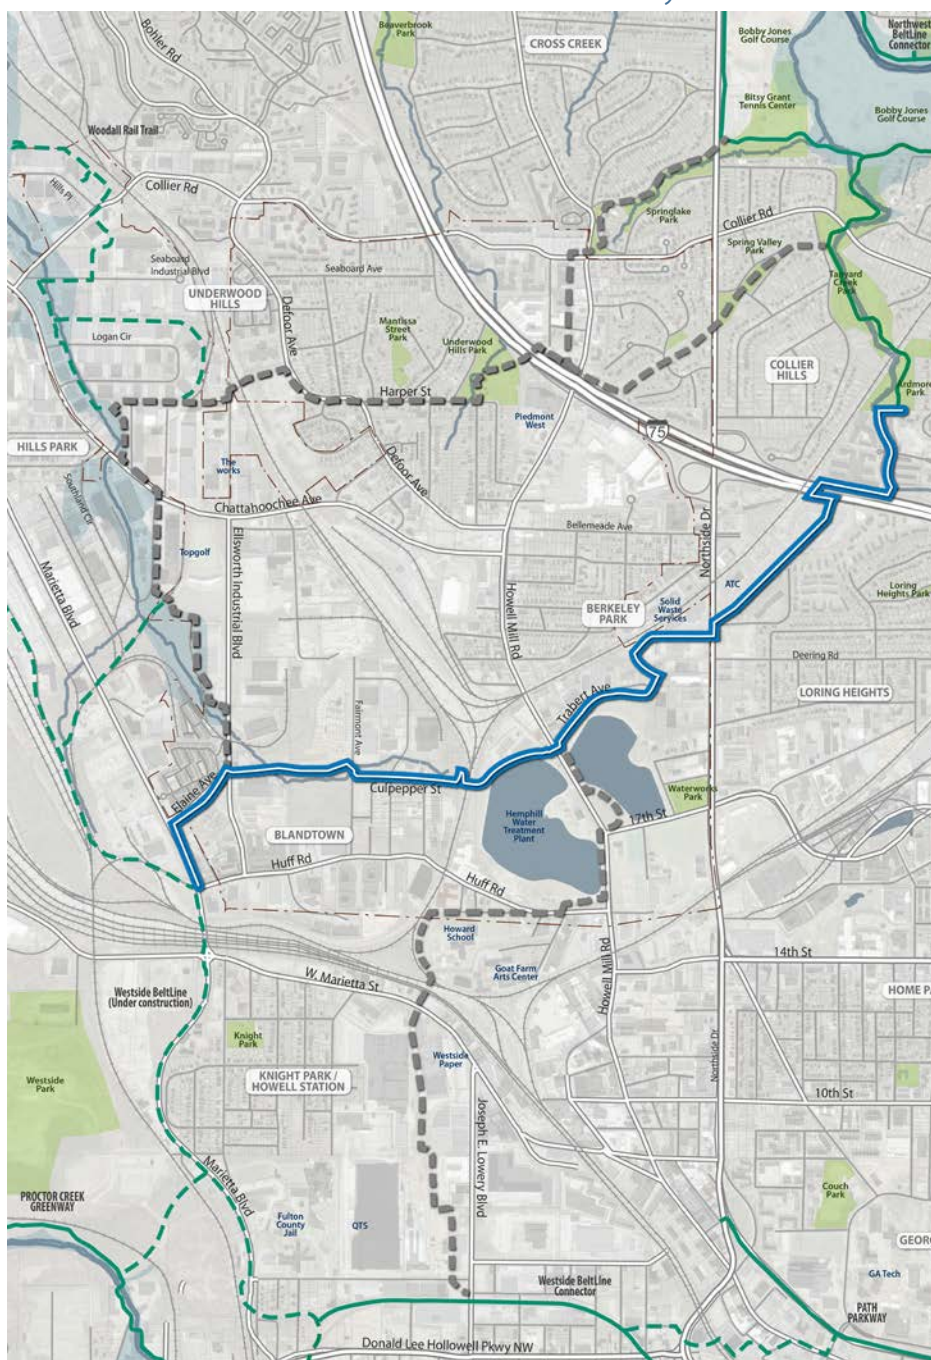 Beaverbrook
Park
Bohler Rd
CROSS CREEK
Bobby Jones
Golf Course
Northwest
BeltLine
Connector
Bitsy Grant
Tennis Center
Bobby Jones
Golf Course
Woodall Rail Trail
Hills Pl
Collier Rd
Springlake
Park
Collier Rd
Spring Valley
Park
Seaboard
Industrial Blvd
Seaboard Ave
Tanyard
Creek
Park
UNDERWOOD
HILLS
Defoor Ave
Mantissa
Street
Park
Underwood
Hills Park
Logan Cir
COLLIER
HILLS
Ardmore
Park
Harper St
Piedmont
West
75
HILLS PARK
The
works
Defoor Ave
Southland Cir
Chattahoochee Ave
Bellemeade Ave
Northside Dr
Ellsworth Industrial Blvd
Topgolf
Marietta Blvd
Howell Mill Rd
ATC
Loring
Heights Park
BERKELEY
PARK
Solid
Waste
Services
Deering Rd
LORING HEIGHTS
Trabert Ave
Fairmont Ave
Elaine Ave
Culpepper St
Waterworks
Park
Hemphill
Water
Treatment
Plant
17th St
BLANDTOWN
Huff Rd
Huff Rd
Howard
School
Goat Farm
Arts Center
14th St
W. Marietta St
Howell Mill Rd
HOME PA
Westside BeltLine
(Under construction)
Knight
Park
Northside Dr
Westside
Paper
Westside
Park
KNIGHT PARK /
HOWELL STATION
10th St
Joseph E. Lowery Blvd
Marietta Blvd
Couch
Park
PROCTOR CREEK
GREENWAY
Fulton
County
Jail
QTS
GEORG
GA Tech
Westside BeltLine
Connector
PATH
PARKWAY
Donald Lee Hollowell Pkwy NW